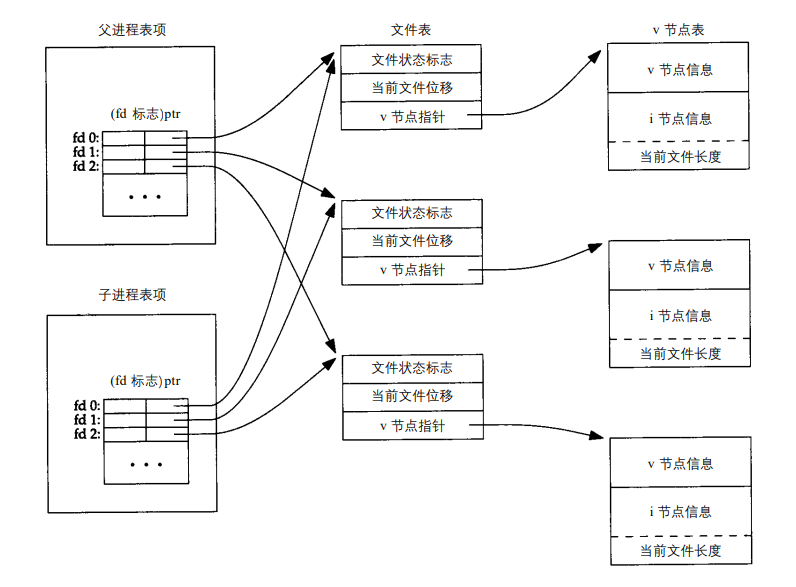 父进程表项
(fd 标志)ptr
fd 0:
fd 1:
fd 2:
• • •
子进程表项
(fd 标志)ptr
fd 0:
fd 1:
fd 2:
• • •
文件表
文件状态标志
当前文件位移
v 节点指针
文件状态标志
当前文件位移
v 节点指针
文件状态标志
当前文件位移
v 节点指针
v 节点表
v 节点信息
i 节点信息
当前文件长度
v 节点信息
i 节点信息
当前文件长度
v 节点信息
i 节点信息
当前文件长度